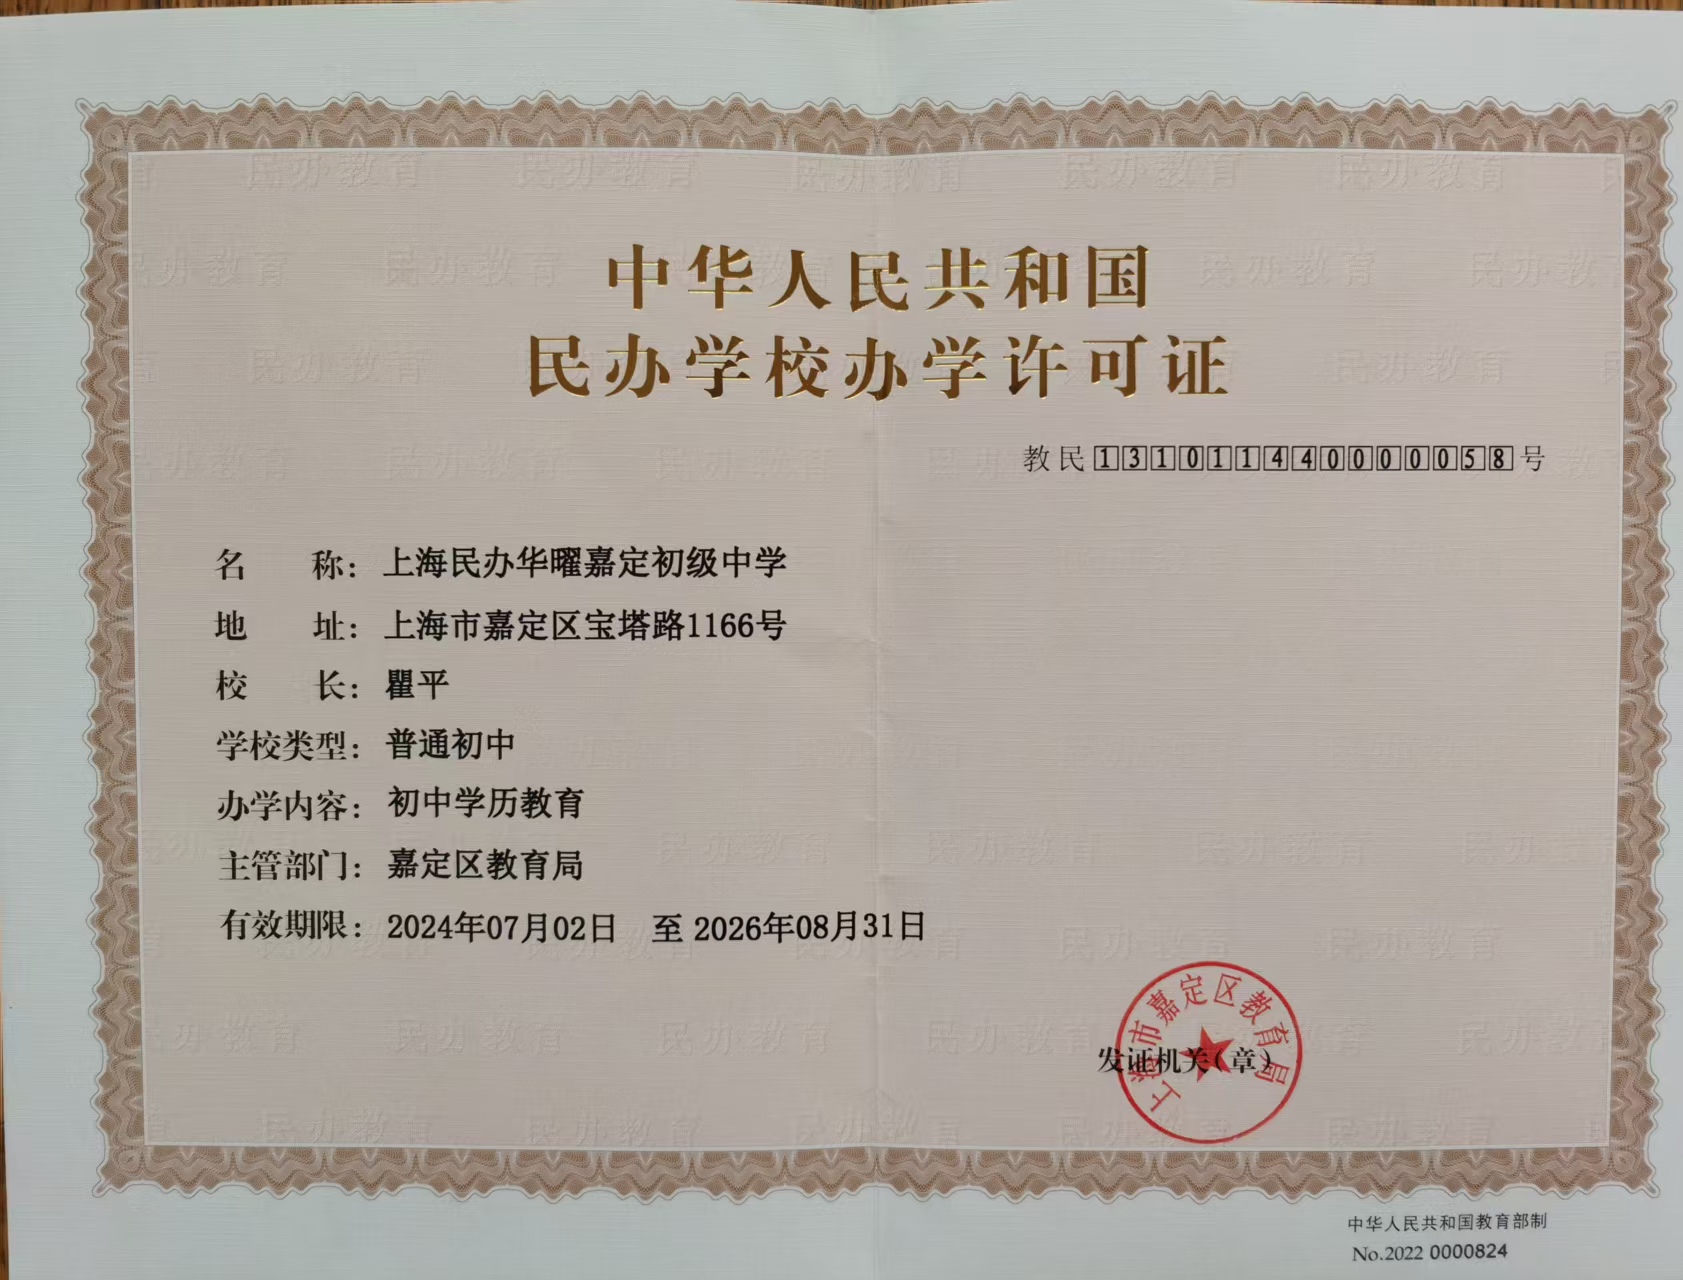 中华人民共和国
民办学校办学许可证
教民131011440000058号
名称：上海民办华曜嘉定初级中学
地址：上海市嘉定区宝塔路1166号
校长：瞿平
学校类型：普通初中
办学内容：初中学历教育
主管部门：嘉定区教育局
有效期限：2024年07月02日 至 2026年08月31日
上海市嘉定区教育局
发证机关（章）
中华人民共和国教育部制
No.2022 0000824